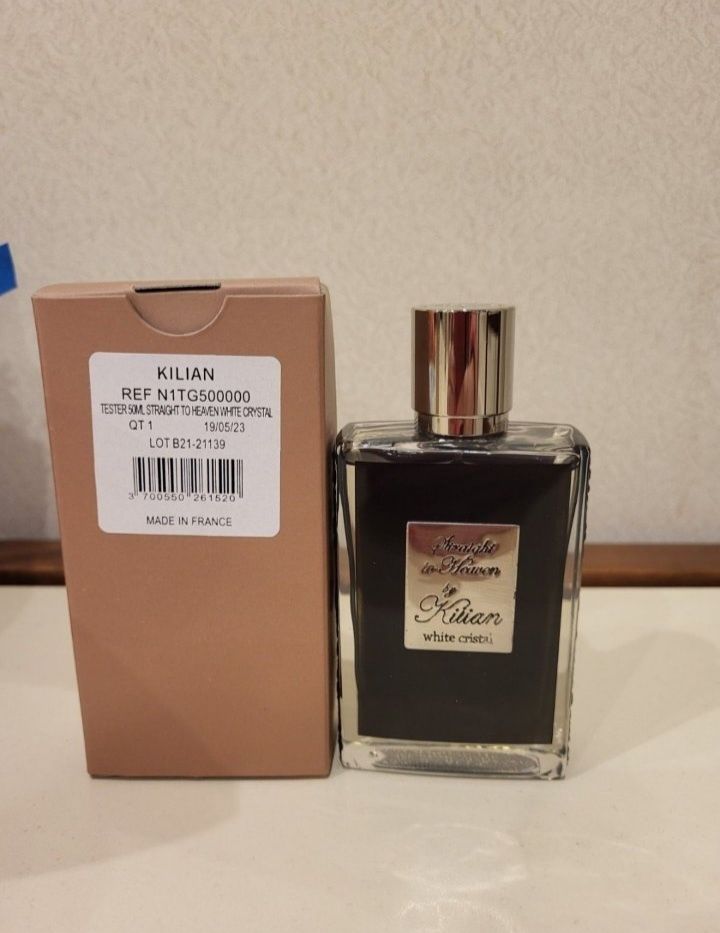 KILIAN
REF N1TG500000
TESTER 50ML STRAIGHT TO HEAVEN WHITE CRYSTAL
QT 1 19/05/23
LOT B21-21139
3 700550 261520
MADE IN FRANCE
Straight
to Heaven
by
Kilian
white cristal